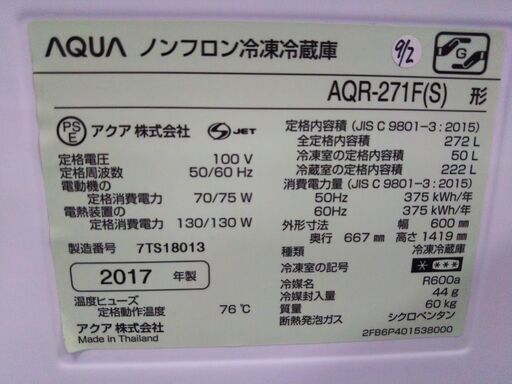 AQUA ノンフロン冷凍冷蔵庫
9/2
G
AQR-271F(S) 形
PSE アクア株式会社 S JET
定格電圧 100 V
定格周波数 50/60 Hz
電動機の
定格消費電力 70/75 W
電熱装置の
定格消費電力 130/130 W
製造番号 7TS18013
2017 年製
温度ヒューズ
定格動作温度 76℃
アクア株式会社
Made in Thailand
定格内容積 (JIS C 9801-3:2015)
全定格内容積 272 L
冷凍室の定格内容積 50 L
冷蔵室の定格内容積 222 L
消費電力量 (JIS C 9801-3:2015)
50Hz 375 kWh/年
60Hz 375 kWh/年
外形寸法 幅 600 mm
奥行 667 mm 高さ 1419 mm
種類 冷凍冷蔵庫
冷凍室の記号 * ***
冷媒名 R600a
冷媒封入量 44 g
質量 60 kg
断熱発泡ガス シクロペンタン
2FB6P401538000